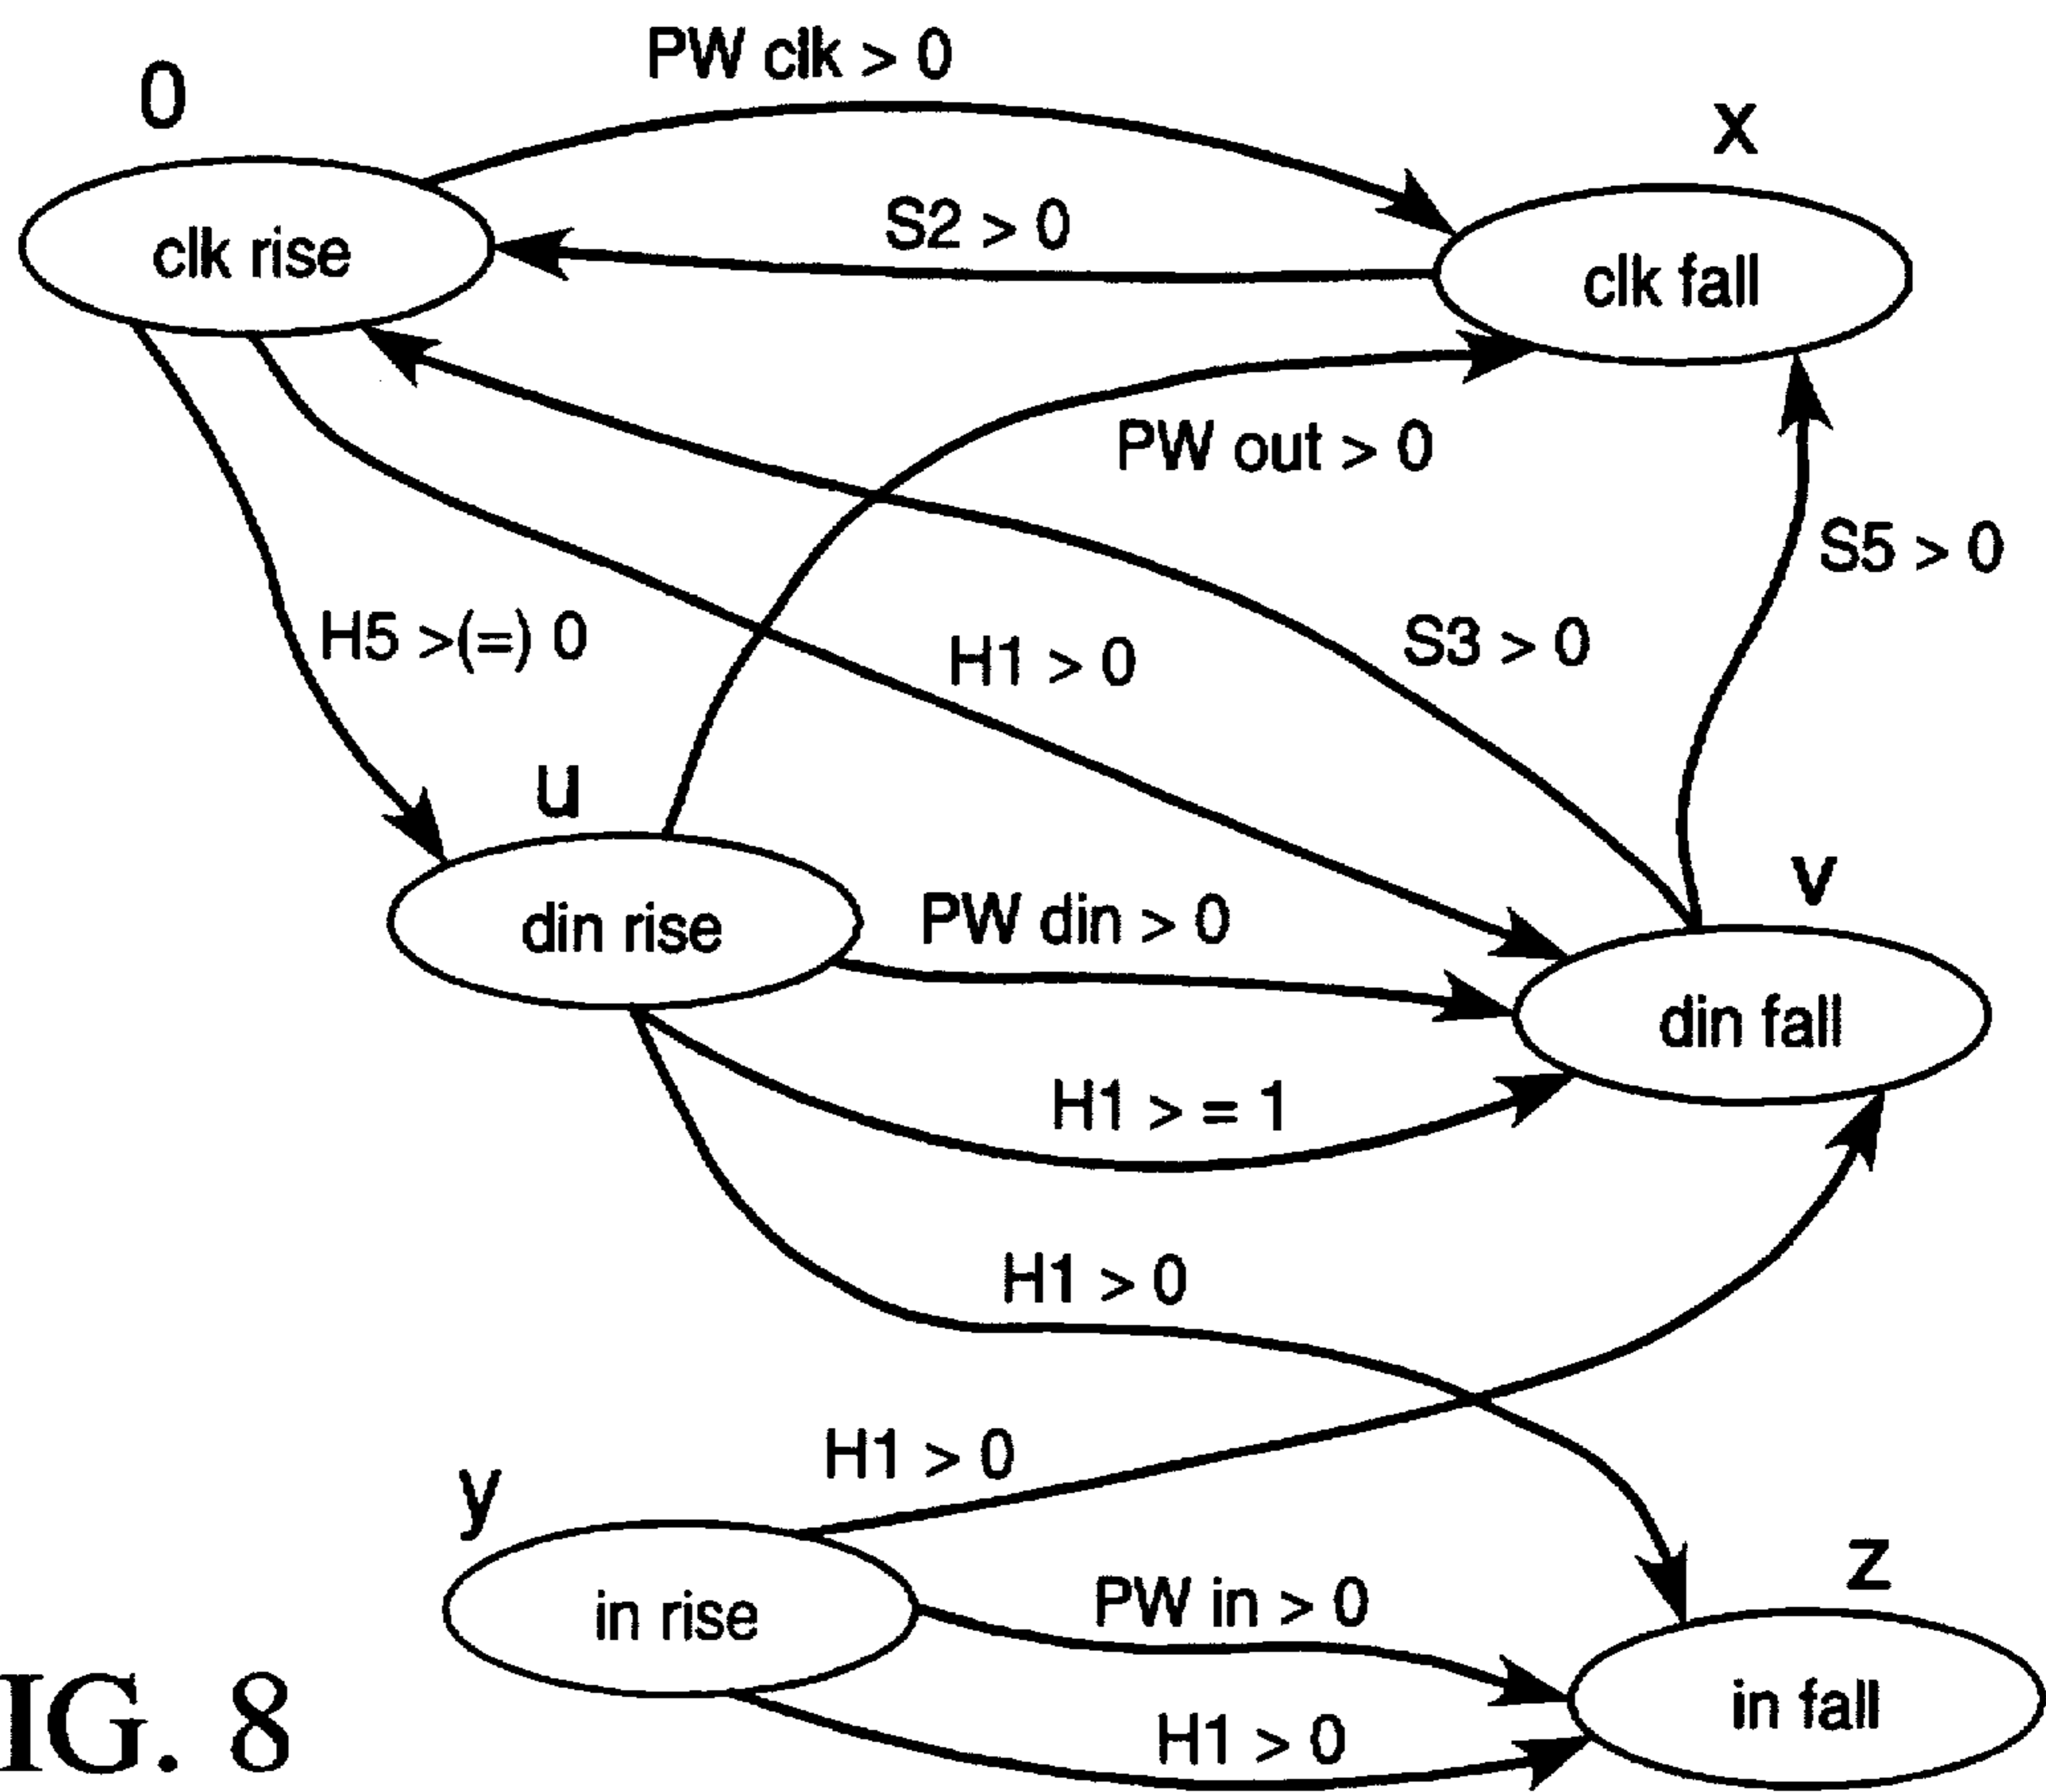 PW clk > 0
0
x
S2 > 0
clk rise
clk fall
PW out > 0
S5 > 0
H5 >(=) 0
H1 > 0
S3 > 0
u
v
PW din > 0
din rise
din fall
H1 > = 1
H1 > 0
H1 > 0
y
z
PW in > 0
in rise
in fall
H1 > 0
IG. 8